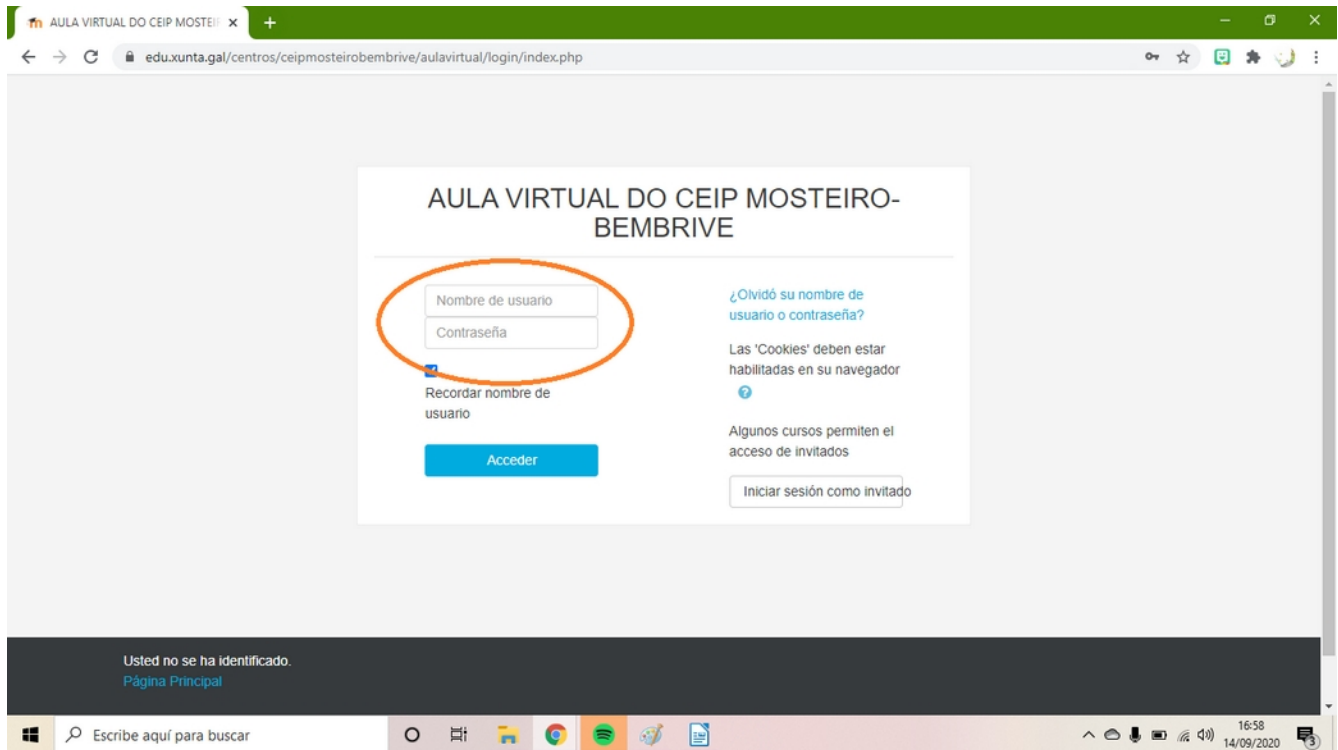 AULA VIRTUAL DO CEIP MOSTEI
edu.xunta.gal/centros/ceipmosteirobembrive/aulavirtual/login/index.php
AULA VIRTUAL DO CEIP MOSTEIRO-
BEMBRIVE
Nombre de usuario
Contraseña
Recordar nombre de
usuario
Acceder
¿Olvidó su nombre de
usuario o contraseña?
Las 'Cookies' deben estar
habilitadas en su navegador
Algunos cursos permiten el
acceso de invitados
Iniciar sesión como invitado
Usted no se ha identificado.
Página Principal
Escribe aquí para buscar
16:58
14/09/2020
3